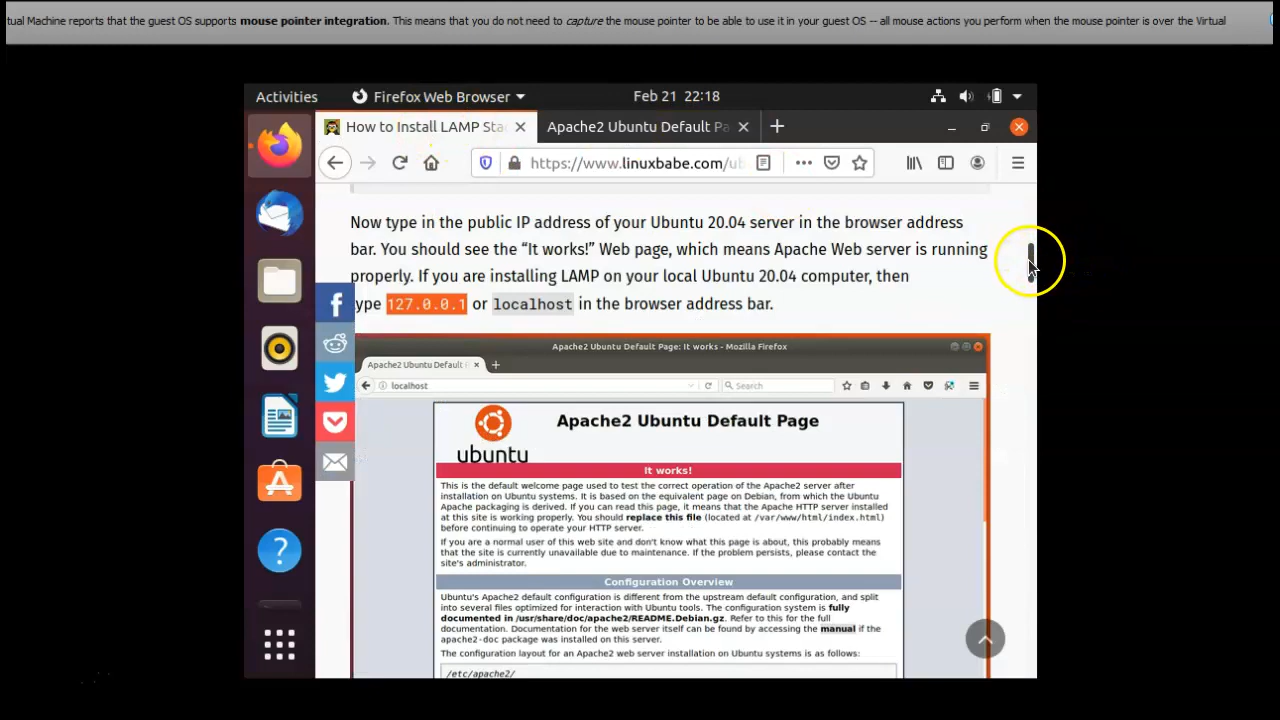 tual Machine reports that the guest OS supports mouse pointer integration. This means that you do not need to capture the mouse pointer to be able to use it in your guest OS -- all mouse actions you perform when the mouse pointer is over the Virtual
Activities Firefox Web Browser Feb 21 22:18
How to Install LAMP Sta Apache2 Ubuntu Default Pa
https://www.linuxbabe.com/ub
Now type in the public IP address of your Ubuntu 20.04 server in the browser address
bar. You should see the “It works!” Web page, which means Apache Web server is running
properly. If you are installing LAMP on your local Ubuntu 20.04 computer, then
type 127.0.0.1 or localhost in the browser address bar.
Apache2 Ubuntu Default Page: It works - Mozilla Firefox
Apache2 Ubuntu Default
localhost Search
Apache2 Ubuntu Default Page
ubuntu
It works!
This is the default welcome page used to test the correct operation of the Apache2 server after
installation on Ubuntu systems. It is based on the equivalent page on Debian, from which the Ubuntu
Apache packaging is derived. If you can read this page, it means that the Apache HTTP server installed
at this site is working properly. You should replace this file (located at /var/www/html/index.html)
before continuing to operate your HTTP server.
If you are a normal user of this web site and don't know what this page is about, this probably means
that the site is currently unavailable due to maintenance. If the problem persists, please contact the
site's administrator.
Configuration Overview
Ubuntu's Apache2 default configuration is different from the upstream default configuration, and split
into several files optimized for interaction with Ubuntu tools. The configuration system is fully
documented in /usr/share/doc/apache2/README.Debian.gz. Refer to this for the full
documentation. Documentation for the web server itself can be found by accessing the manual if the
apache2-doc package was installed on this server.
The configuration layout for an Apache2 web server installation on Ubuntu systems is as follows:
/etc/apache2/